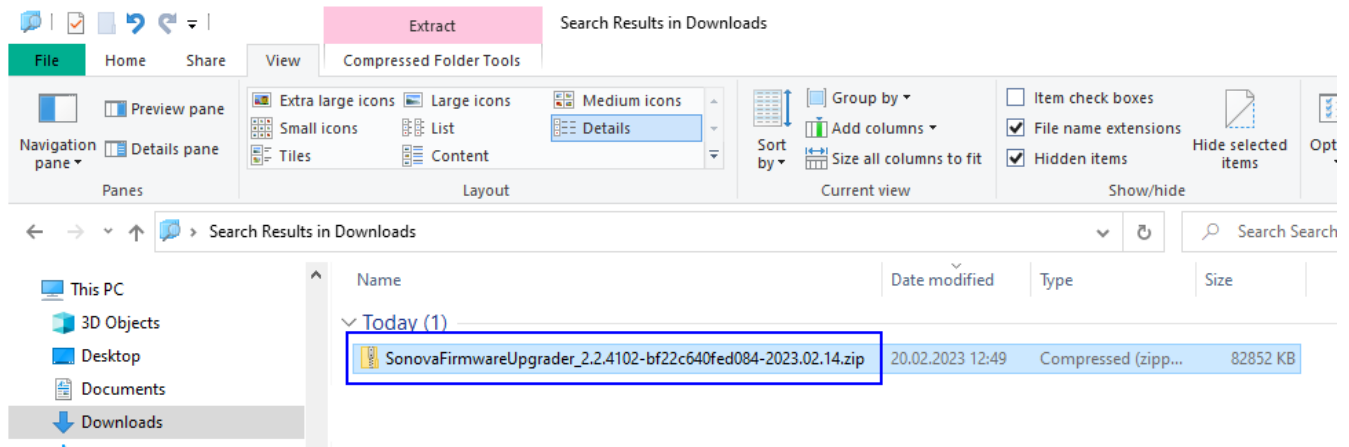 Extract
Search Results in Downloads
File
Home
Share
View
Compressed Folder Tools
Navigation pane
Preview pane
Details pane
Extra large icons
Large icons
Medium icons
Small icons
List
Details
Tiles
Content
Sort by
Group by
Add columns
Size all columns to fit
Item check boxes
File name extensions
Hidden items
Hide selected items
Opt
Panes
Layout
Current view
Show/hide
Search Results in Downloads
Search Search
This PC
3D Objects
Desktop
Documents
Downloads
Name
Date modified
Type
Size
Today (1)
SonovaFirmwareUpgrader_2.2.4102-bf22c640fed084-2023.02.14.zip
20.02.2023 12:49
Compressed (zipp...
82852 KB